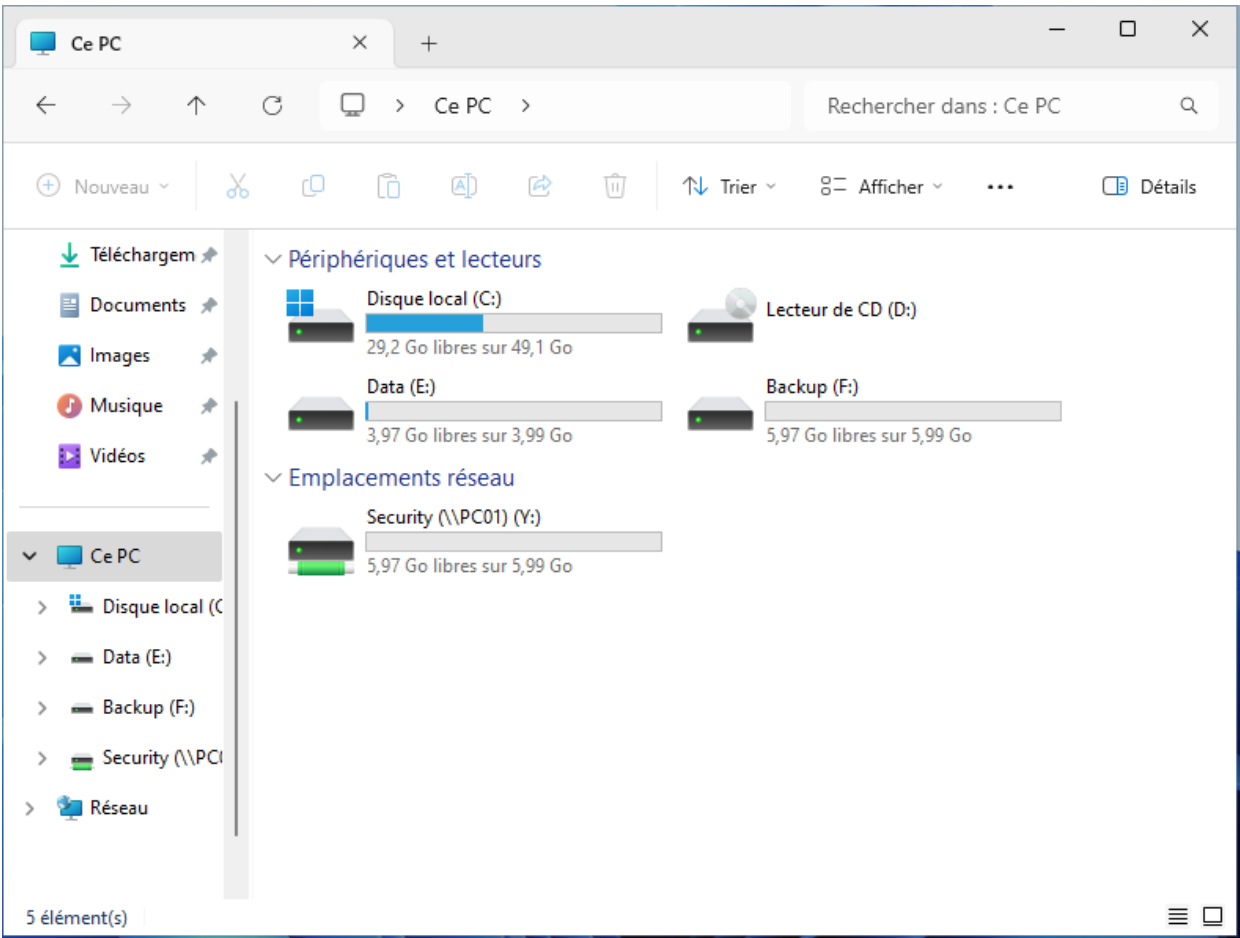 Ce PC
Ce PC
Rechercher dans : Ce PC
Nouveau
Trier
Afficher
Détails
Téléchargem
Documents
Images
Musique
Vidéos
Ce PC
Disque local (C
Data (E:)
Backup (F:)
Security (\\PC0
Réseau
Périphériques et lecteurs
Disque local (C:)
29,2 Go libres sur 49,1 Go
Lecteur de CD (D:)
Data (E:)
3,97 Go libres sur 3,99 Go
Backup (F:)
5,97 Go libres sur 5,99 Go
Emplacements réseau
Security (\\PC01) (Y:)
5,97 Go libres sur 5,99 Go
5 élément(s)